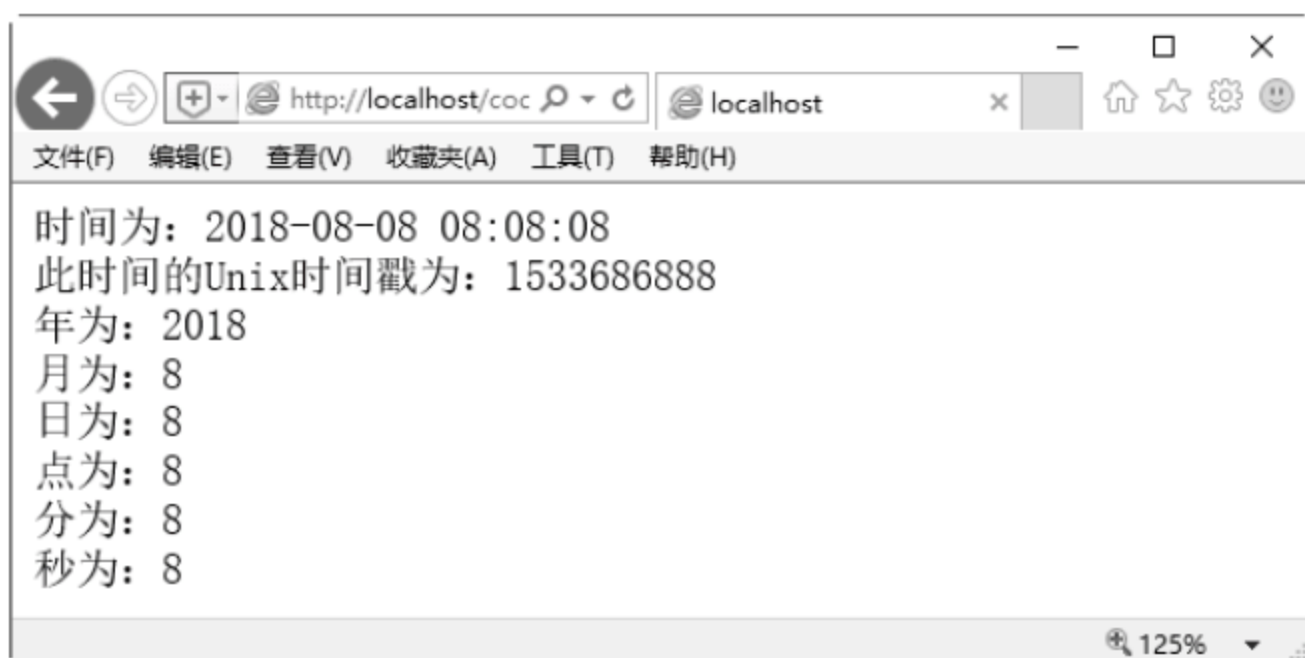 http://localhost/coc
localhost
文件(F) 编辑(E) 查看(V) 收藏夹(A) 工具(T) 帮助(H)
时间为：2018-08-08 08:08:08
此时间的Unix时间戳为：1533686888
年为：2018
月为：8
日为：8
点为：8
分为：8
秒为：8
125%